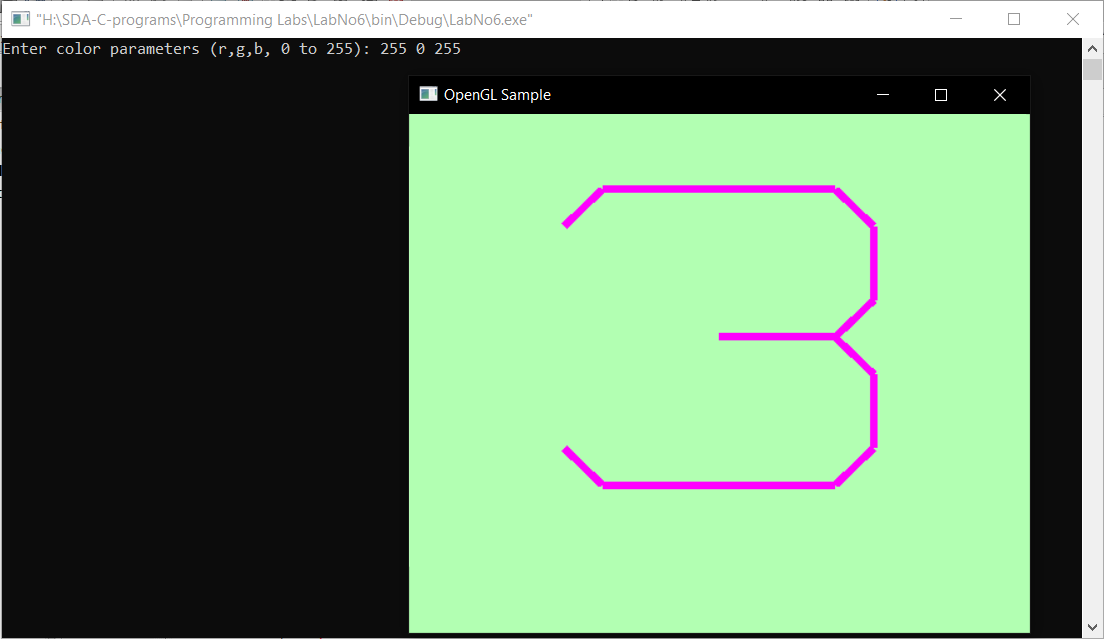 "H:\SDA-C-programs\Programming Labs\LabNo6\bin\Debug\LabNo6.exe"
Enter color parameters (r,g,b, 0 to 255): 255 0 255
OpenGL Sample
3